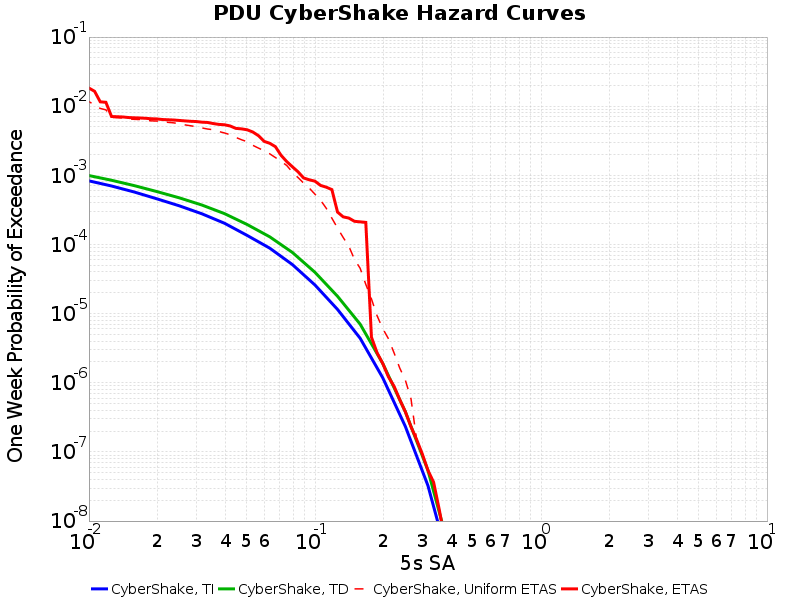 PDU CyberShake Hazard Curves
One Week Probability of Exceedance
10^-1
10^-2
10^-3
10^-4
10^-5
10^-6
10^-7
10^-8
10^-2 2 3 4 5 6 10^-1 2 3 4 5 6 7 10^0 2 3 4 5 6 7 10^1
5s SA
CyberShake, TI CyberShake, TD CyberShake, Uniform ETAS CyberShake, ETAS